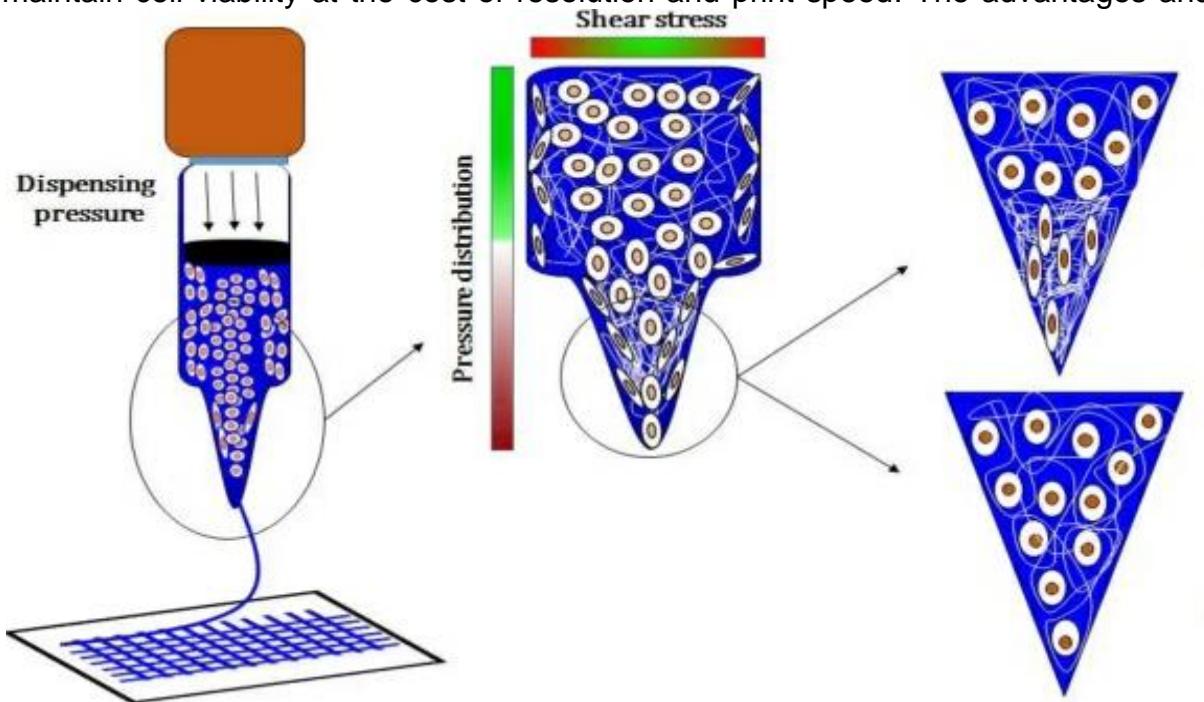 maintain cell viability at the cost of resolution and print speed. The advantages and
Shear stress
Dispensing
pressure
Pressure distribution